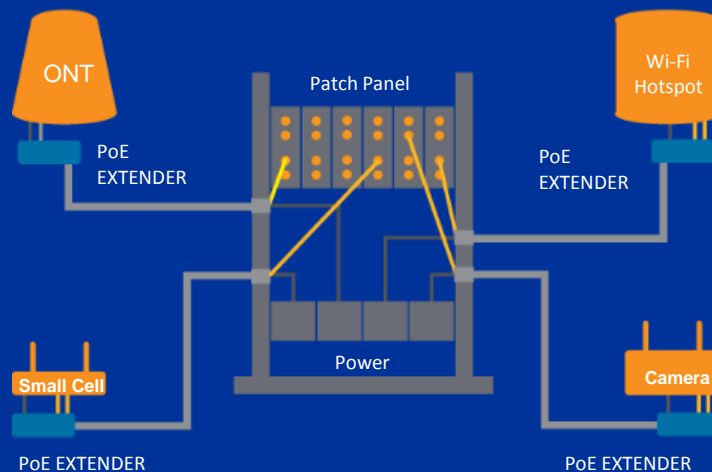 ONT
Patch Panel
Wi-Fi
Hotspot
PoE
EXTENDER
PoE
EXTENDER
Power
Small Cell
Camera
PoE EXTENDER
PoE EXTENDER